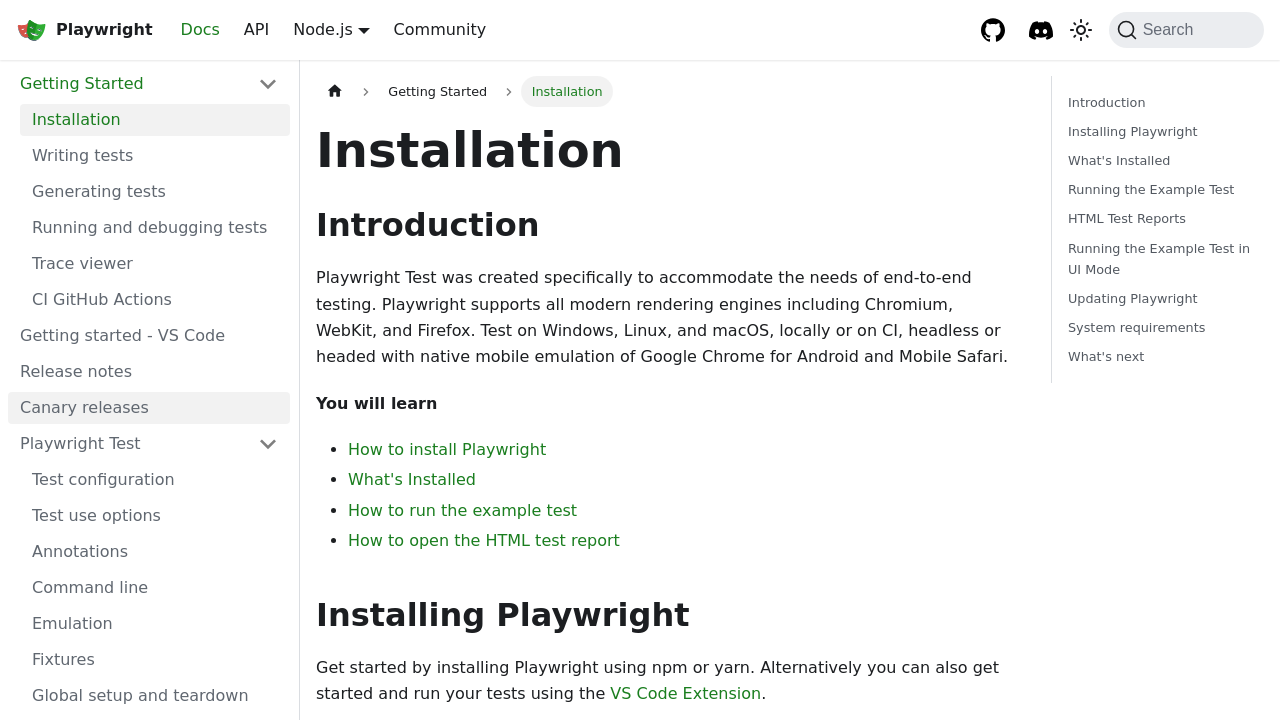 Playwright
Docs
API
Node.js
Community
Search
Getting Started
Installation
Writing tests
Generating tests
Running and debugging tests
Trace viewer
CI GitHub Actions
Getting started - VS Code
Release notes
Canary releases
Playwright Test
Test configuration
Test use options
Annotations
Command line
Emulation
Fixtures
Global setup and teardown
Getting Started
Installation
Installation
Introduction
Playwright Test was created specifically to accommodate the needs of end-to-end
testing. Playwright supports all modern rendering engines including Chromium,
WebKit, and Firefox. Test on Windows, Linux, and macOS, locally or on CI, headless or
headed with native mobile emulation of Google Chrome for Android and Mobile Safari.
You will learn
How to install Playwright
What's Installed
How to run the example test
How to open the HTML test report
Installing Playwright
Get started by installing Playwright using npm or yarn. Alternatively you can also get
started and run your tests using the VS Code Extension.
Introduction
Installing Playwright
What's Installed
Running the Example Test
HTML Test Reports
Running the Example Test in
UI Mode
Updating Playwright
System requirements
What's next